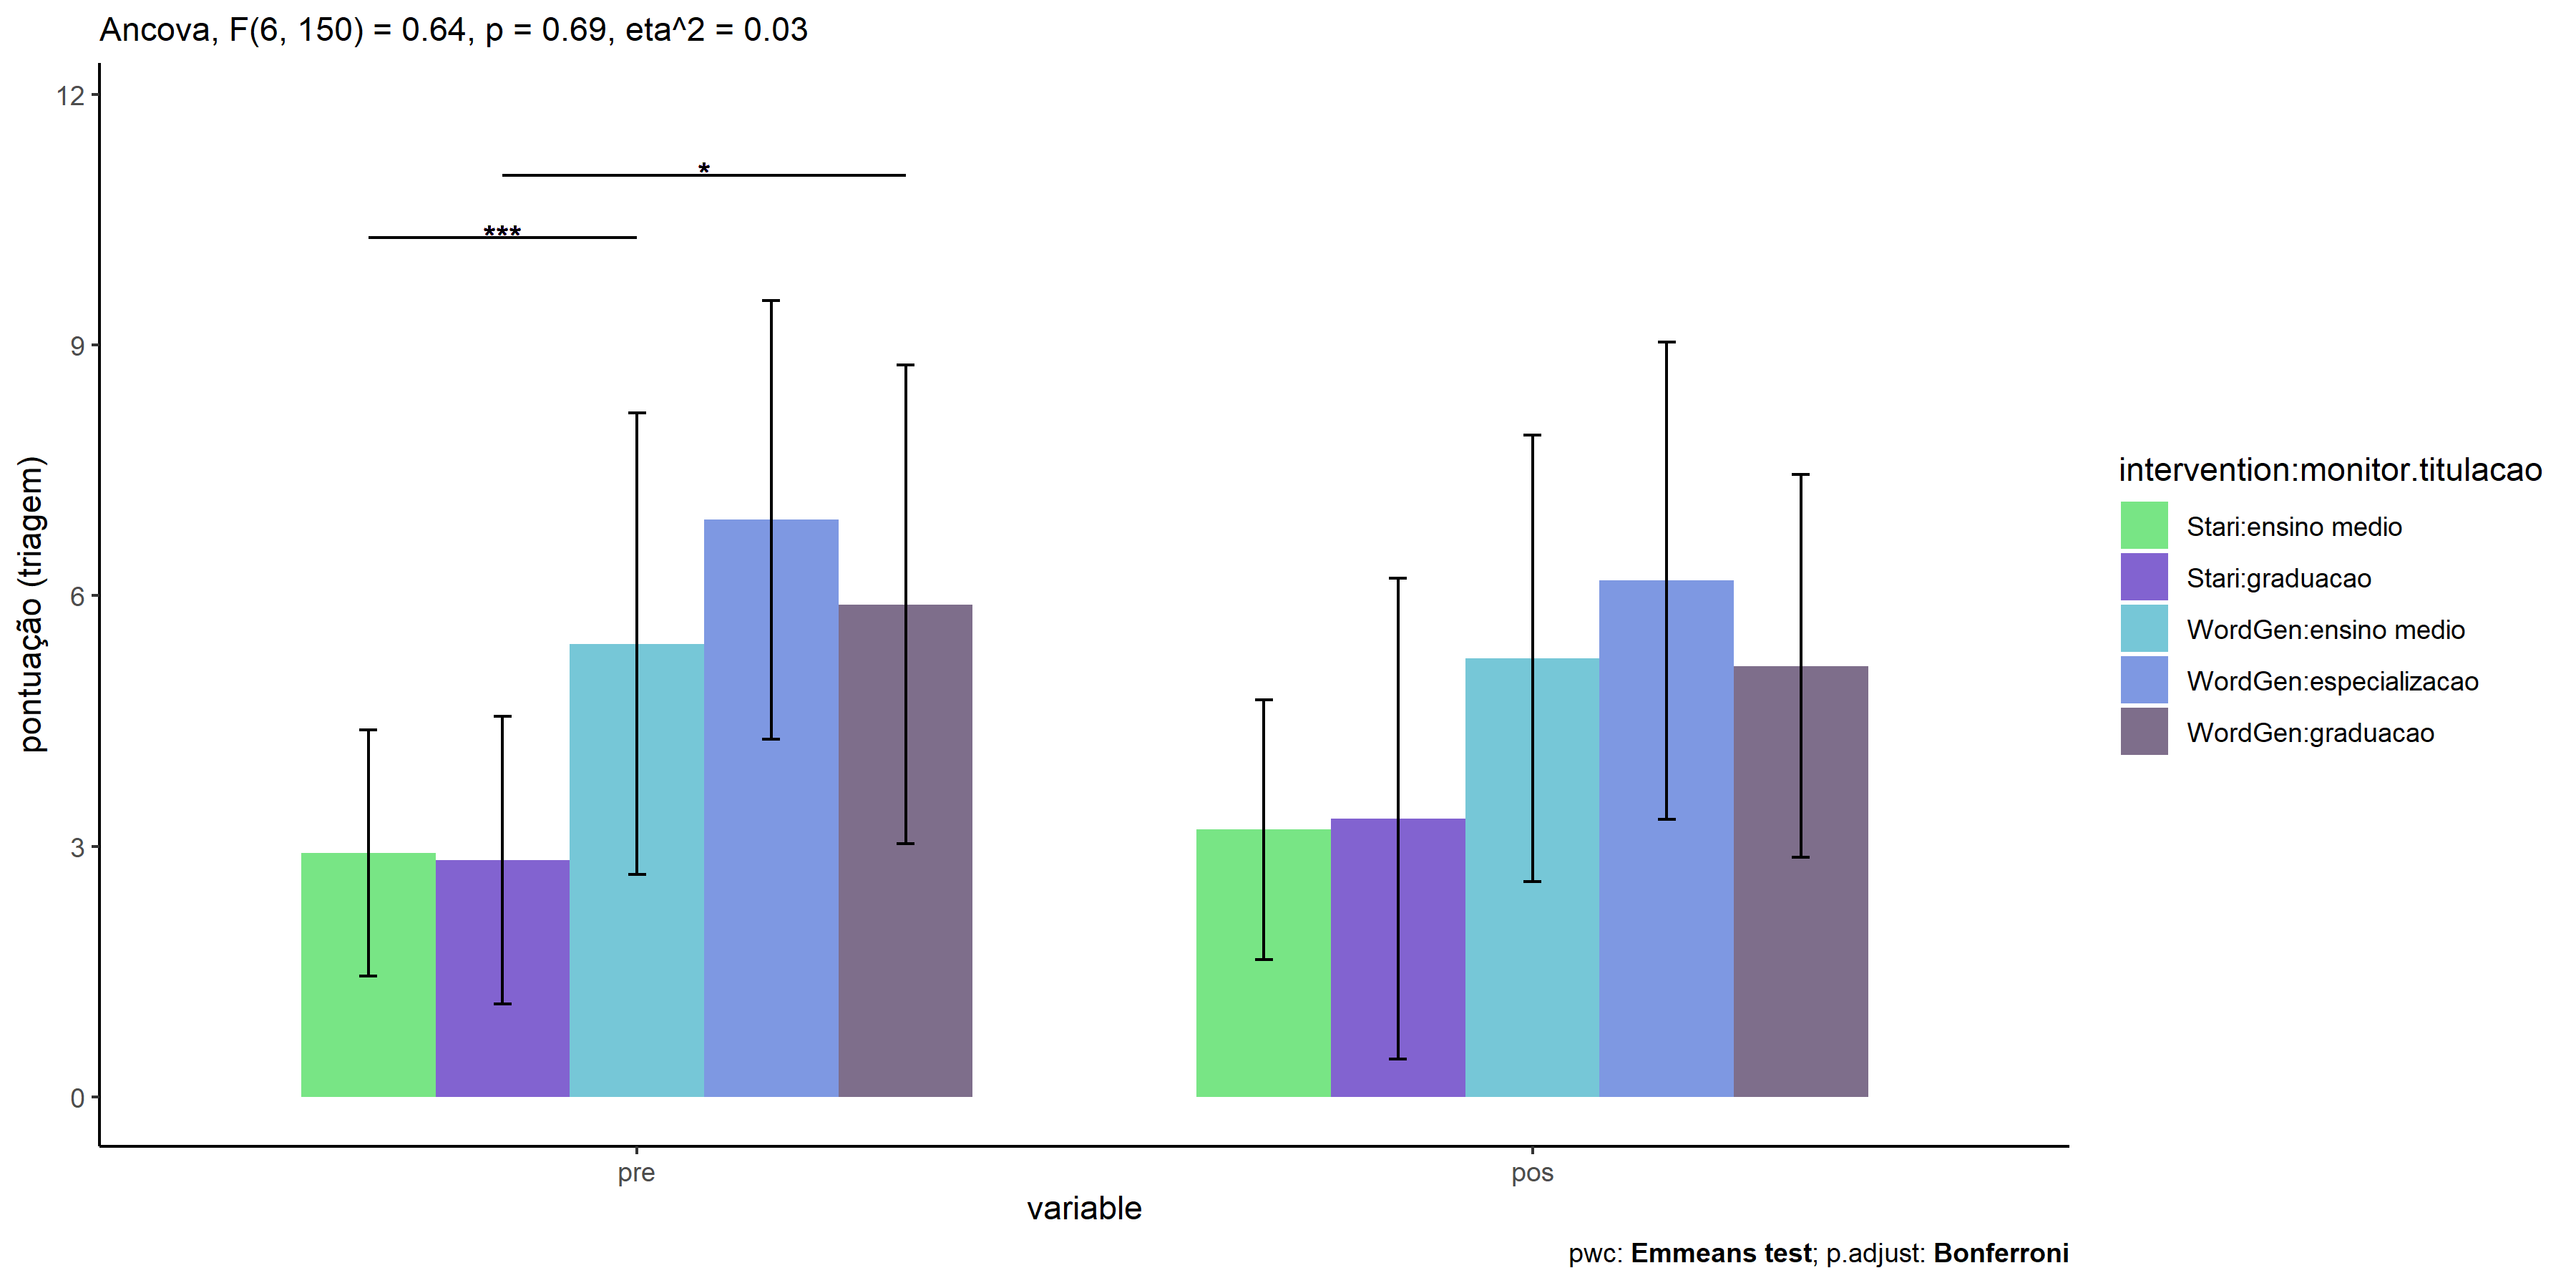 Ancova, F(6, 150) = 0.64, p = 0.69, eta^2 = 0.03
12
9
6
3
0
pontuação (triagem)
*
***
pre
pos
variable
intervention:monitor.titulacao
Stari:ensino medio
Stari:graduacao
WordGen:ensino medio
WordGen:especializacao
WordGen:graduacao
pwc: Emmeans test; p.adjust: Bonferroni